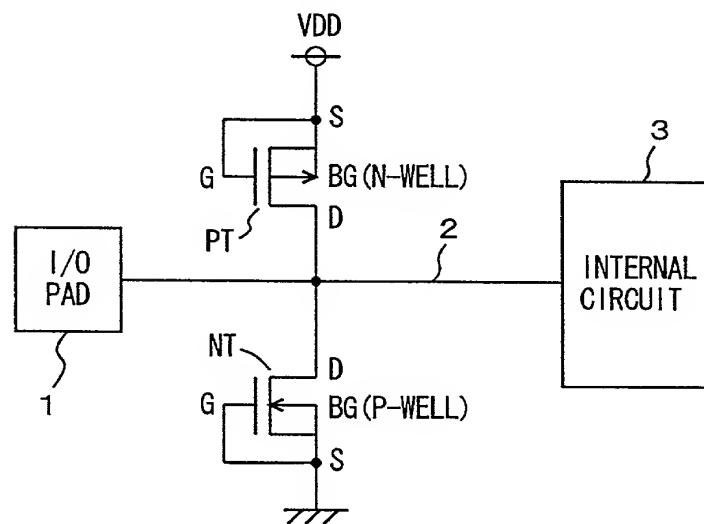 VDD
S
3
G
BG(N-WELL)
PT
D
2
I/O
PAD
INTERNAL
CIRCUIT
1
NT
D
G
BG(P-WELL)
S